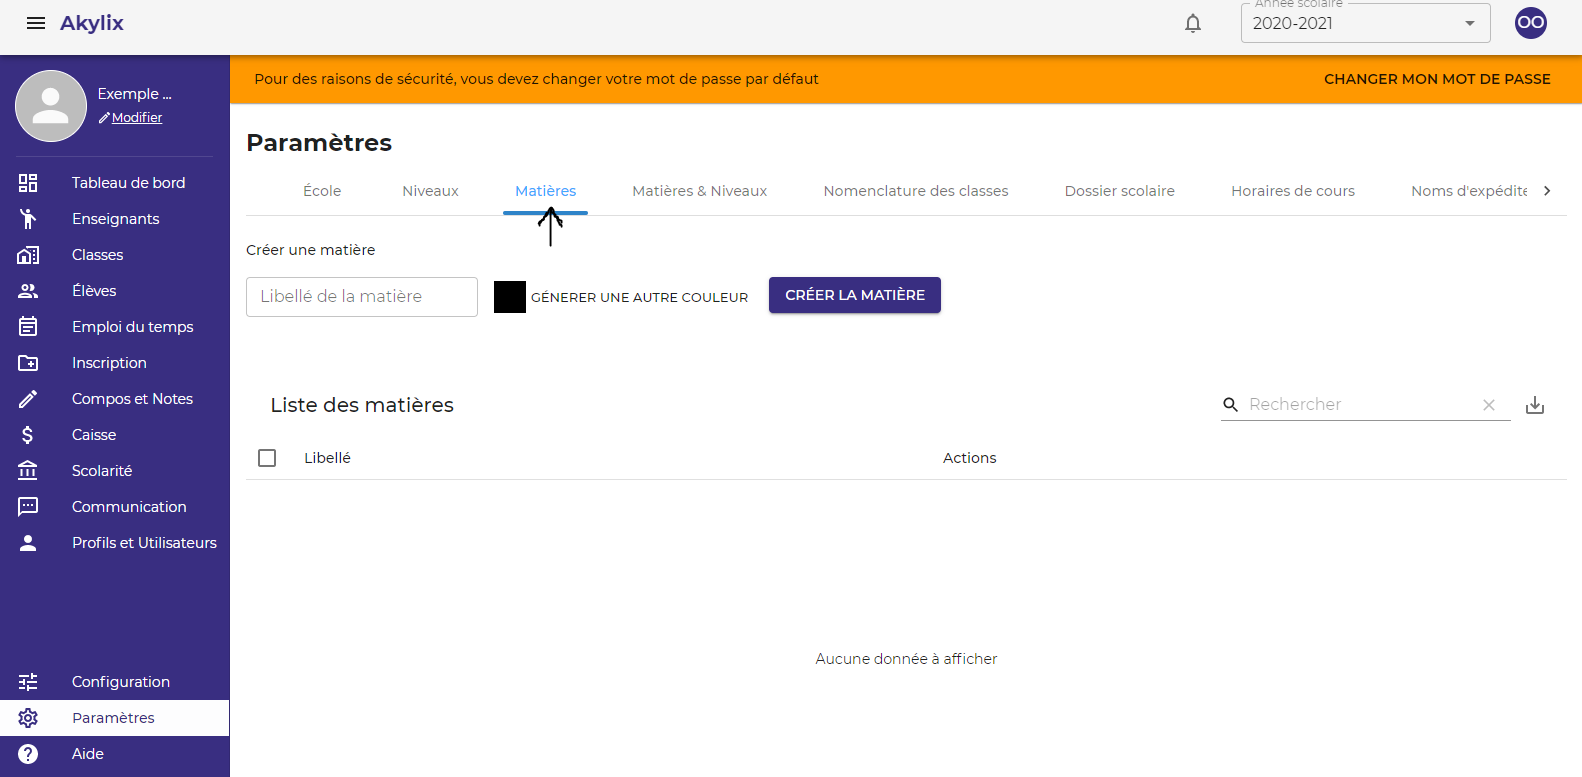 Akylix
Année scolaire
2020-2021
OO
Exemple ...
Modifier
Pour des raisons de sécurité, vous devez changer votre mot de passe par défaut
CHANGER MON MOT DE PASSE
Tableau de bord
Enseignants
Classes
Élèves
Emploi du temps
Inscription
Compos et Notes
Caisse
Scolarité
Communication
Profils et Utilisateurs
Configuration
Paramètres
Aide
Paramètres
École
Niveaux
Matières
Matières & Niveaux
Nomenclature des classes
Dossier scolaire
Horaires de cours
Noms d'expédite
Créer une matière
Libellé de la matière
GÉNERER UNE AUTRE COULEUR
CRÉER LA MATIÈRE
Liste des matières
Rechercher
Libellé
Actions
Aucune donnée à afficher